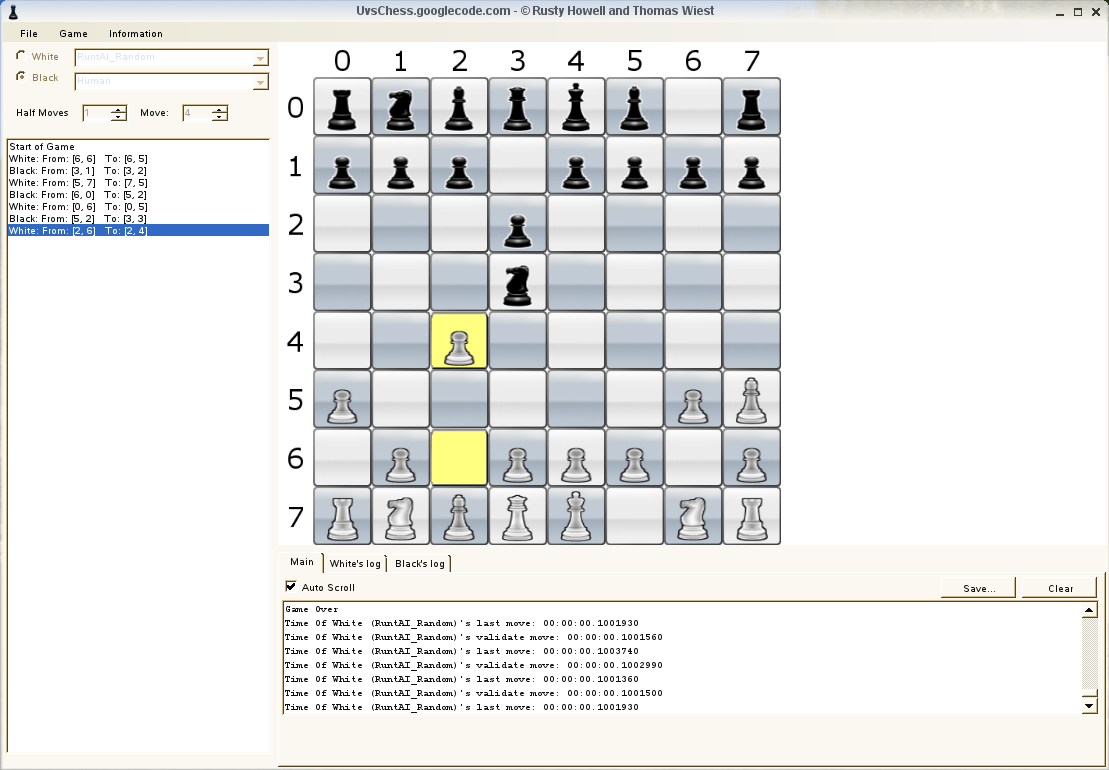 UvsChess.googlecode.com - © Rusty Howell and Thomas Wiest
File Game Information
White RuntAI_Random
Black Human
Half Moves 1 Move: 4
Start of Game
White: From: [6, 6] To: [6, 5]
Black: From: [3, 1] To: [3, 2]
White: From: [5, 7] To: [7, 5]
Black: From: [6, 0] To: [5, 2]
White: From: [0, 6] To: [0, 5]
Black: From: [5, 2] To: [3, 3]
White: From: [2, 6] To: [2, 4]
0 1 2 3 4 5 6 7
0
1
2
3
4
5
6
7
Main White's log Black's log
Auto Scroll Save... Clear
Game Over
Time Of White (RuntAI_Random)'s last move: 00:00:00.1001930
Time Of White (RuntAI_Random)'s validate move: 00:00:00.1001560
Time Of White (RuntAI_Random)'s last move: 00:00:00.1003740
Time Of White (RuntAI_Random)'s validate move: 00:00:00.1002990
Time Of White (RuntAI_Random)'s last move: 00:00:00.1001360
Time Of White (RuntAI_Random)'s validate move: 00:00:00.1001500
Time Of White (RuntAI_Random)'s last move: 00:00:00.1001930